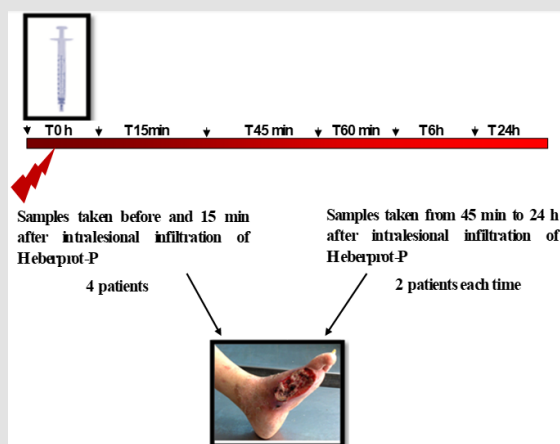 T0 h T15min T45 min T60 min T6h T24h
Samples taken before and 15 min
after intralesional infiltration of
Heberprot-P
4 patients
Samples taken from 45 min to 24 h
after intralesional infiltration of
Heberprot-P
2 patients each time